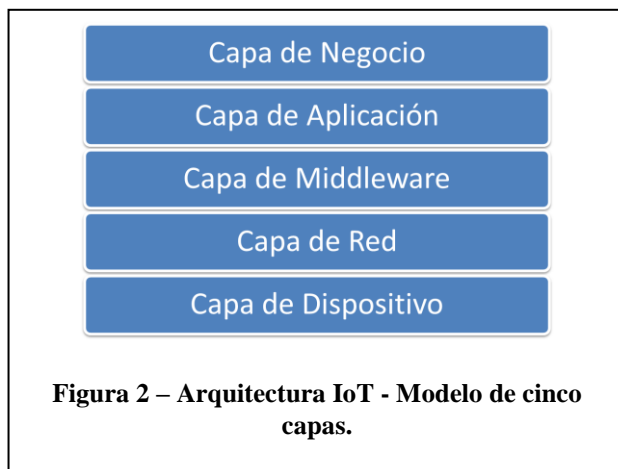 Capa de Negocio
Capa de Aplicación
Capa de Middleware
Capa de Red
Capa de Dispositivo
Figura 2 – Arquitectura IoT - Modelo de cinco
capas.